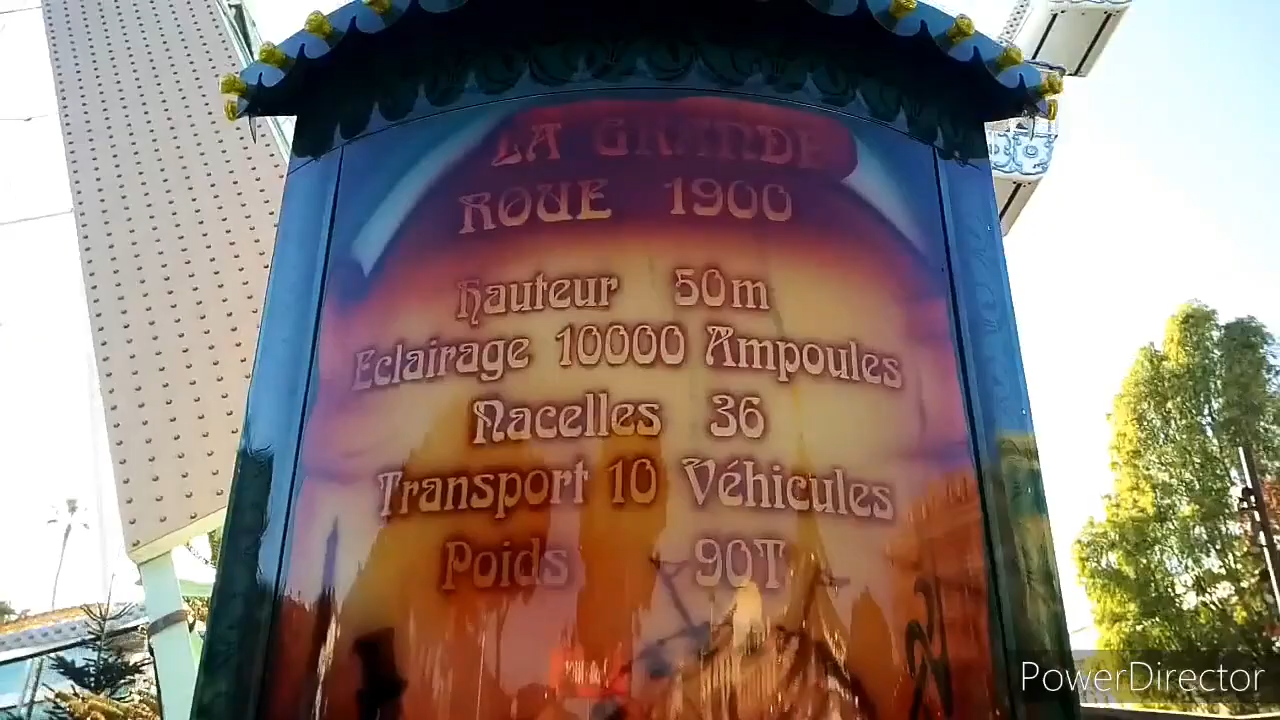 LA GRANDE
ROUE 1900
Hauteur 50m
Eclairage 10000 Ampoules
Nacelles 36
Transport 10 Véhicules
Poids 90T
PowerDirector